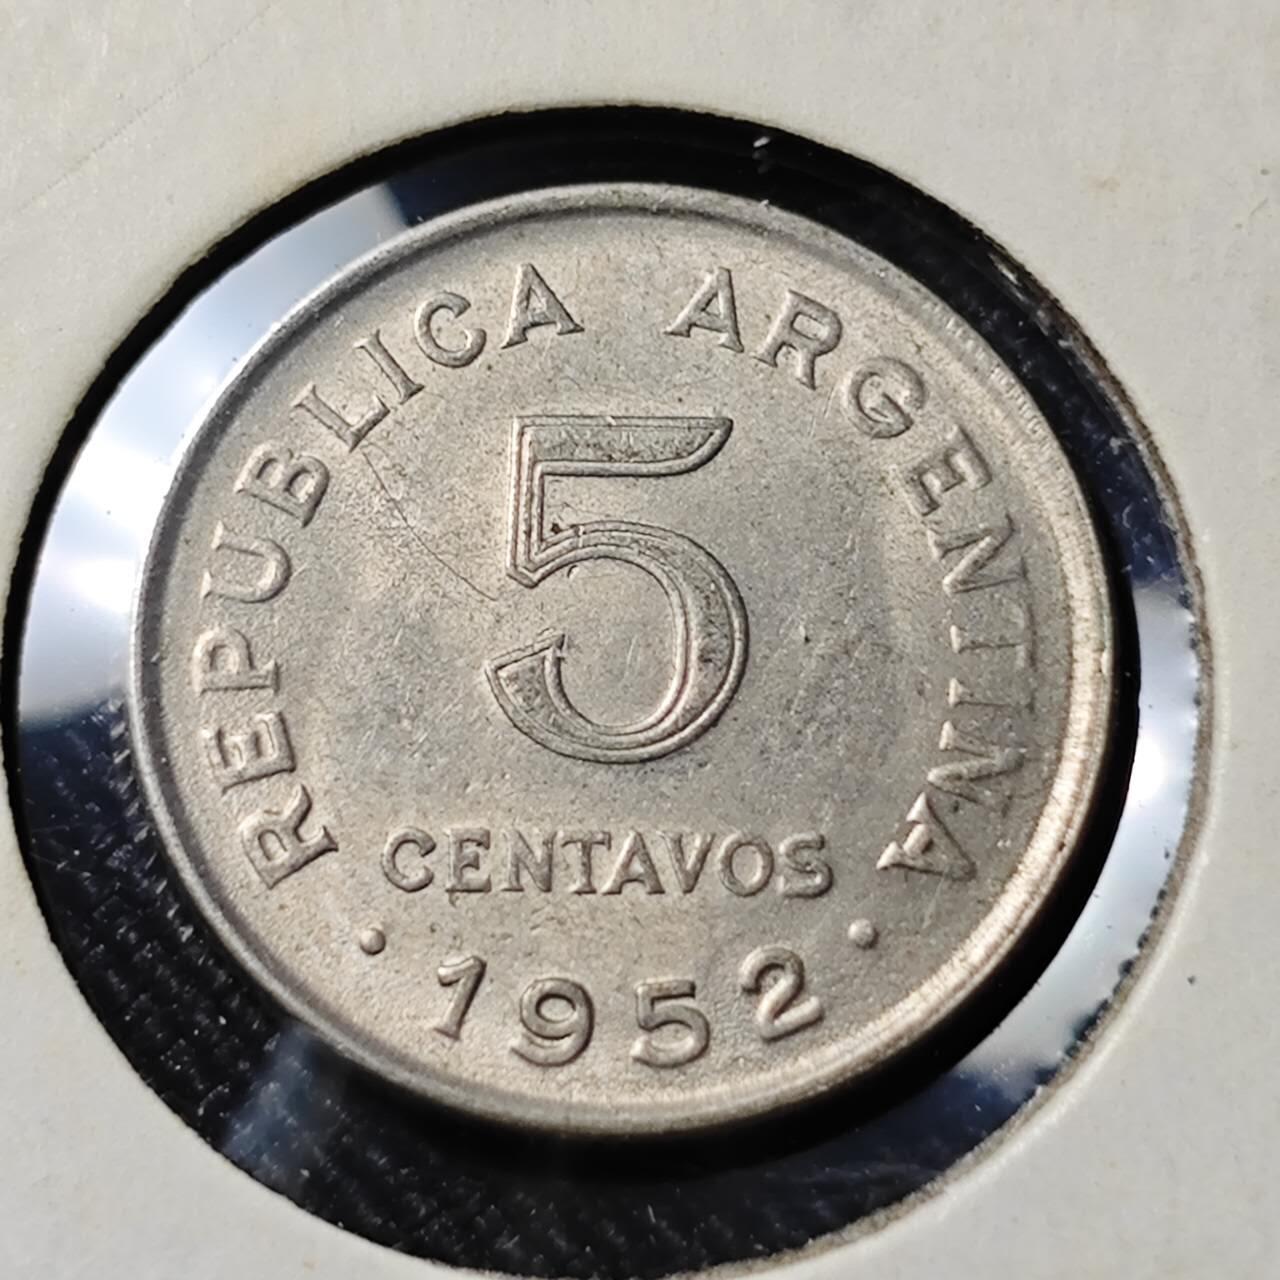 REPUBLICA ARGENTINA
5
CENTAVOS
· 1952 ·